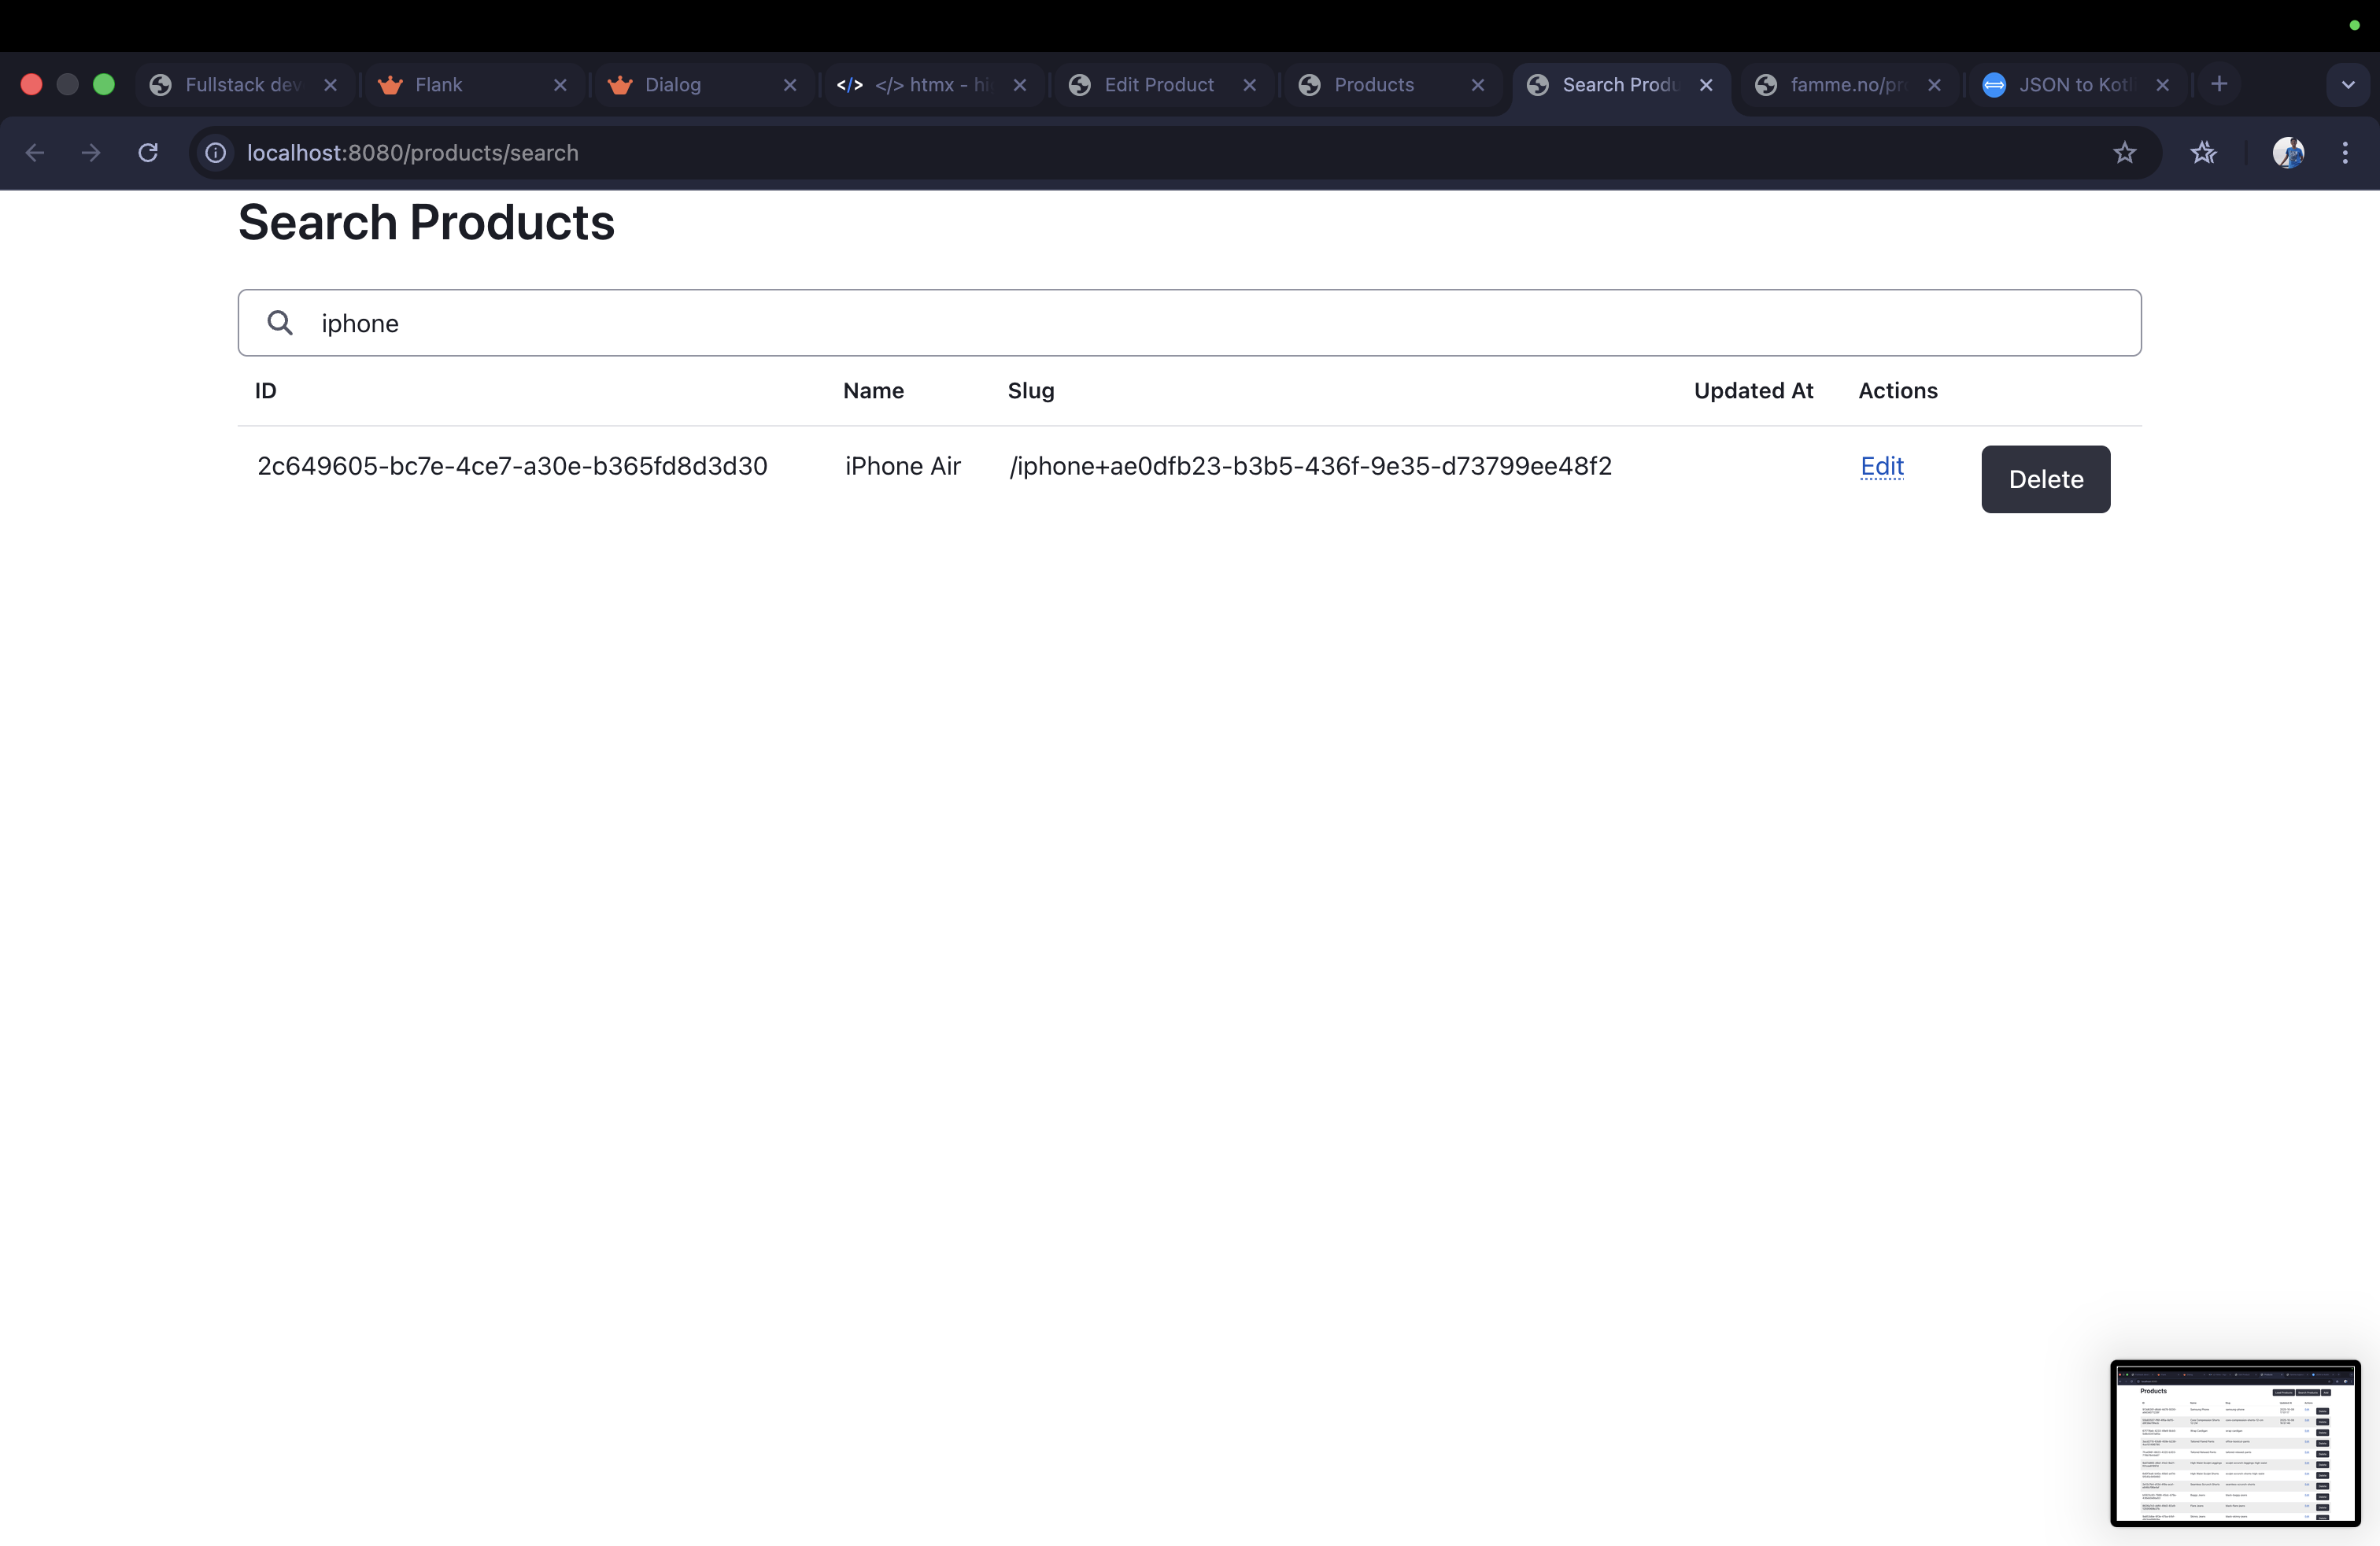 Fullstack dev
Flank
Dialog
</> </> htmx - hi
Edit Product
Products
Search Produ
famme.no/pr
JSON to Kotl
localhost:8080/products/search
Search Products
iphone
ID Name Slug Updated At Actions
2c649605-bc7e-4ce7-a30e-b365fd8d3d30 iPhone Air /iphone+ae0dfb23-b3b5-436f-9e35-d73799ee48f2 Edit Delete
Products